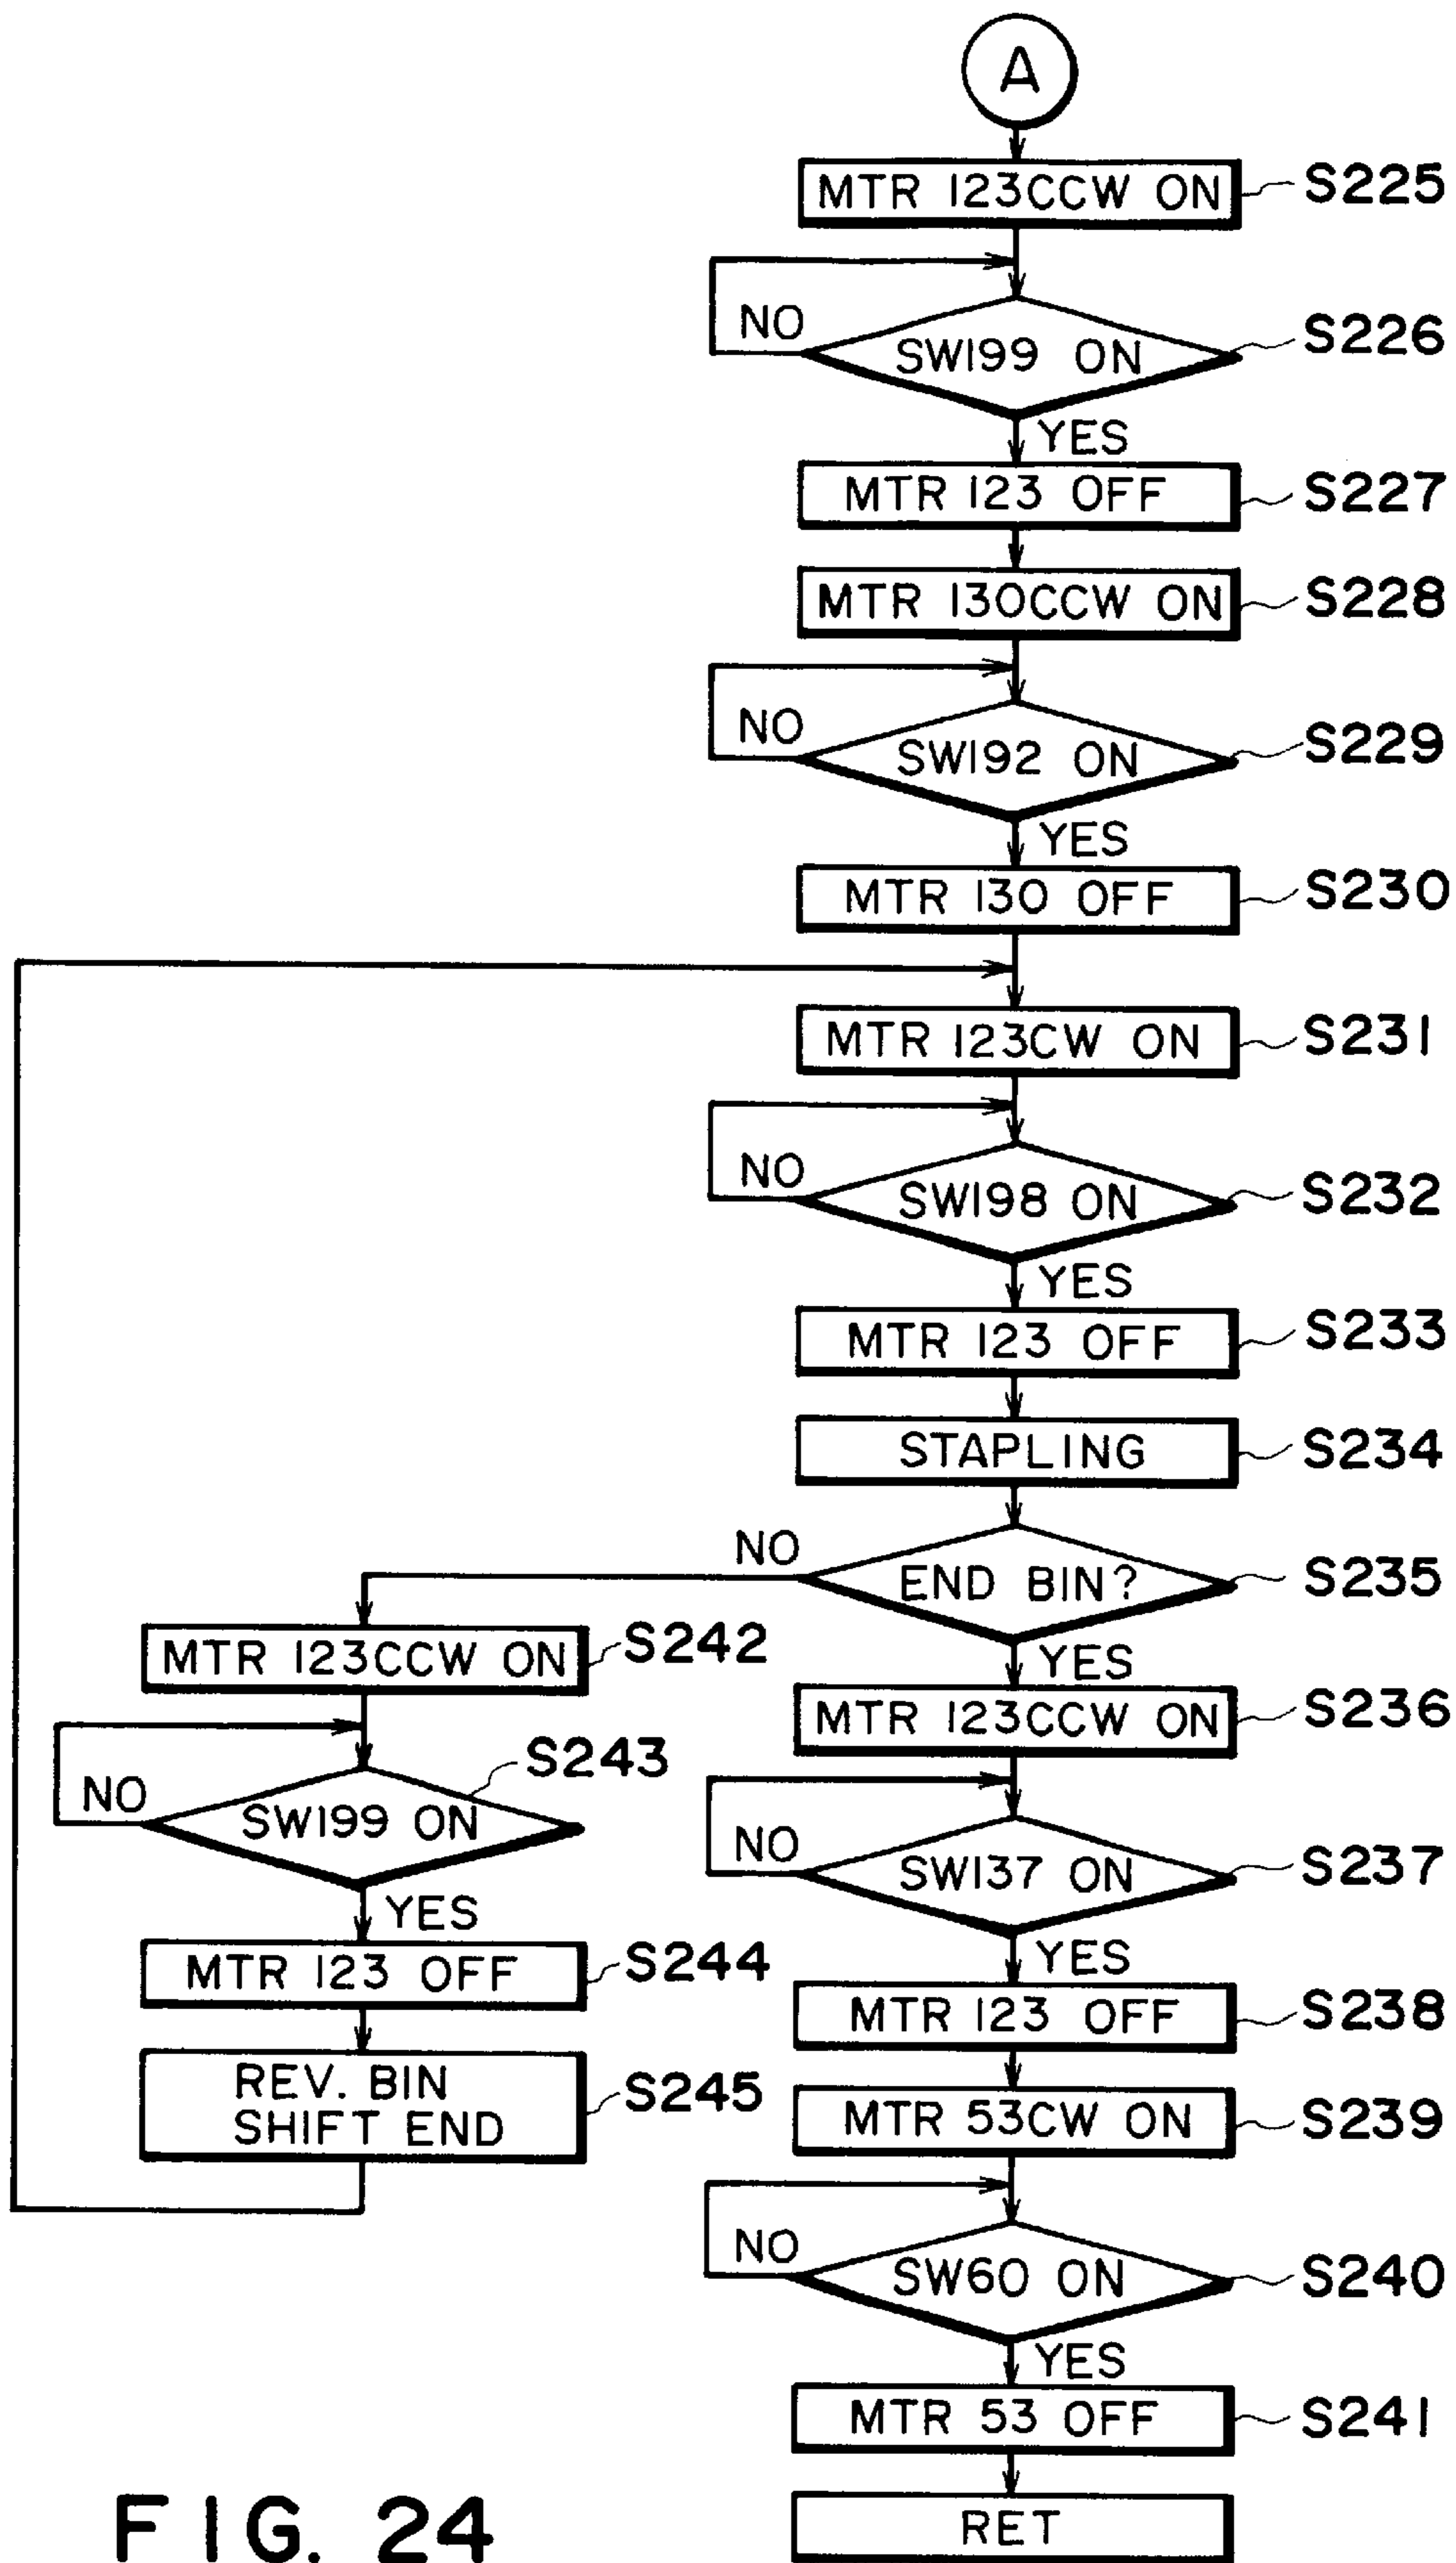 A
MTR 123CCW ON
S225
NO
SW199 ON
S226
YES
MTR 123 OFF
S227
MTR 130CCW ON
S228
NO
SW192 ON
S229
YES
MTR 130 OFF
S230
MTR 123CW ON
S231
NO
SW198 ON
S232
YES
MTR 123 OFF
S233
STAPLING
S234
NO
END BIN?
S235
YES
MTR 123CCW ON
S236
NO
SW137 ON
S237
YES
MTR 123 OFF
S238
MTR 53CW ON
S239
NO
SW60 ON
S240
YES
MTR 53 OFF
S241
RET
MTR 123CCW ON
S242
S243
NO
SW199 ON
YES
MTR 123 OFF
S244
REV. BIN
SHIFT END
S245
FIG. 24